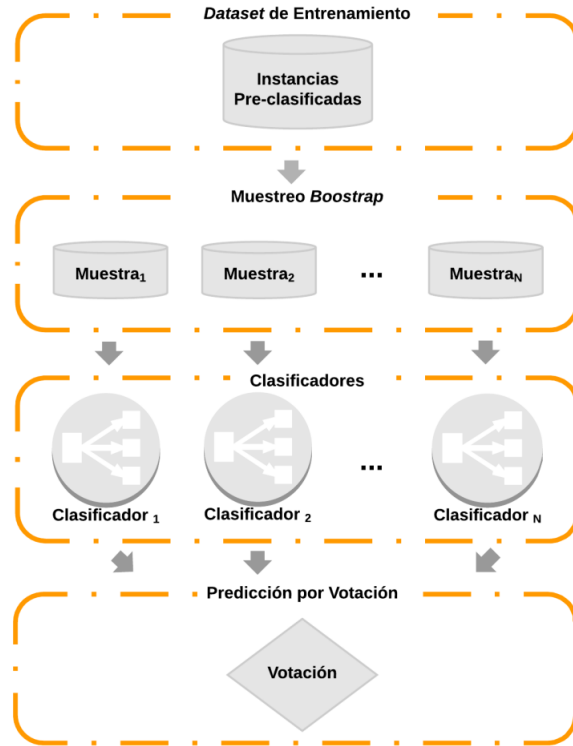 Dataset de Entrenamiento
Instancias
Pre-clasificadas
Muestreo Boostrap
Muestra1 Muestra2 ... MuestraN
Clasificadores
...
Clasificador 1 Clasificador 2 Clasificador N
Predicción por Votación
Votación